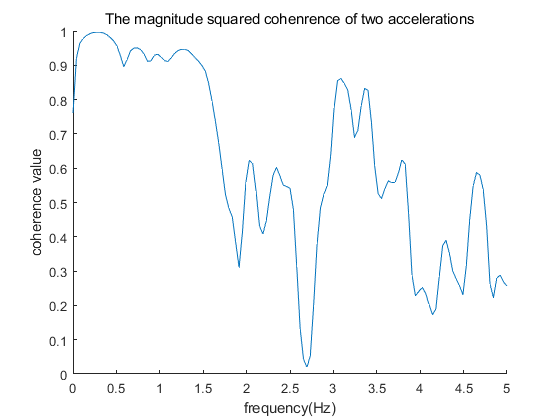 The magnitude squared cohenrence of two accelerations
1
0.9
0.8
0.7
0.6
0.5
0.4
0.3
0.2
0.1
0
coherence value
0 0.5 1 1.5 2 2.5 3 3.5 4 4.5 5
frequency(Hz)